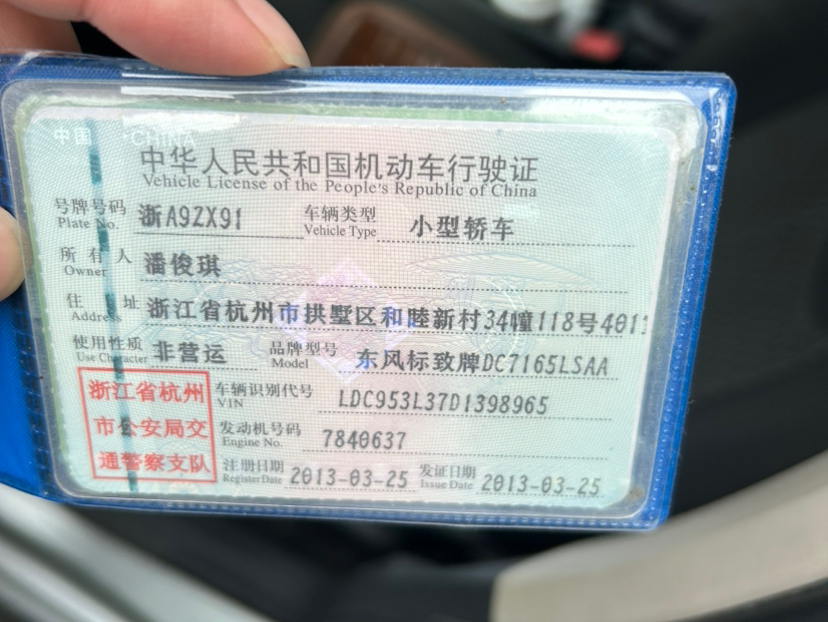 中国 CHINA
中华人民共和国机动车行驶证
Vehicle License of the People's Republic of China
号牌号码 浙A9ZX91 车辆类型 小型轿车
Plate No. Vehicle Type
所有人 潘俊琪
Owner
住址 浙江省杭州市拱墅区和睦新村34幢118号401
Address
使用性质 非营运 品牌型号 东风标致牌DC7165LSAA
Use Character Model
浙江省杭州 车辆识别代号 LDC953L37D1398965
VIN
市公安局交 发动机号码 7840637
Engine No.
通警察支队 注册日期 2013-03-25 发证日期 2013-03-25
Register Date Issue Date